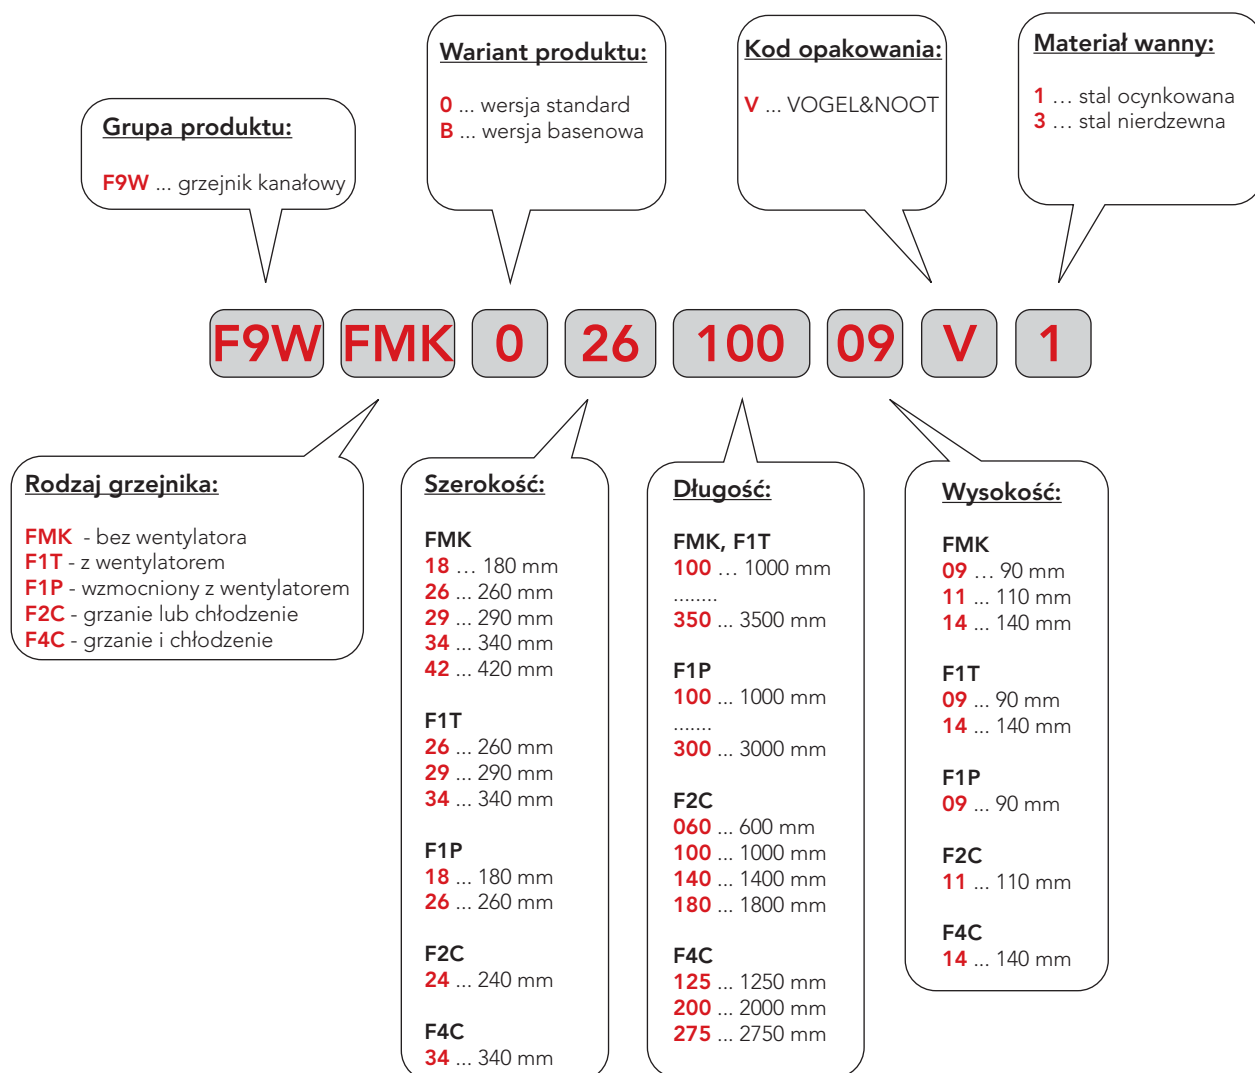 Grupa produktu:
F9W ... grzejnik kanałowy
Wariant produktu:
0 ... wersja standard
B ... wersja basenowa
Kod opakowania:
V ... VOGEL&NOOT
Materiał wanny:
1 ... stal ocynkowana
3 ... stal nierdzewna
F9W FMK 0 26 100 09 V 1
Rodzaj grzejnika:
FMK - bez wentylatora
F1T - z wentylatorem
F1P - wzmocniony z wentylatorem
F2C - grzanie lub chłodzenie
F4C - grzanie i chłodzenie
Szerokość:
FMK
18 ... 180 mm
26 ... 260 mm
29 ... 290 mm
34 ... 340 mm
42 ... 420 mm
F1T
26 ... 260 mm
29 ... 290 mm
34 ... 340 mm
F1P
18 ... 180 mm
26 ... 260 mm
F2C
24 ... 240 mm
F4C
34 ... 340 mm
Długość:
FMK, F1T
100 ... 1000 mm
........
350 ... 3500 mm
F1P
100 ... 1000 mm
.......
300 ... 3000 mm
F2C
060 ... 600 mm
100 ... 1000 mm
140 ... 1400 mm
180 ... 1800 mm
F4C
125 ... 1250 mm
200 ... 2000 mm
275 ... 2750 mm
Wysokość:
FMK
09 ... 90 mm
11 ... 110 mm
14 ... 140 mm
F1T
09 ... 90 mm
14 ... 140 mm
F1P
09 ... 90 mm
F2C
11 ... 110 mm
F4C
14 ... 140 mm